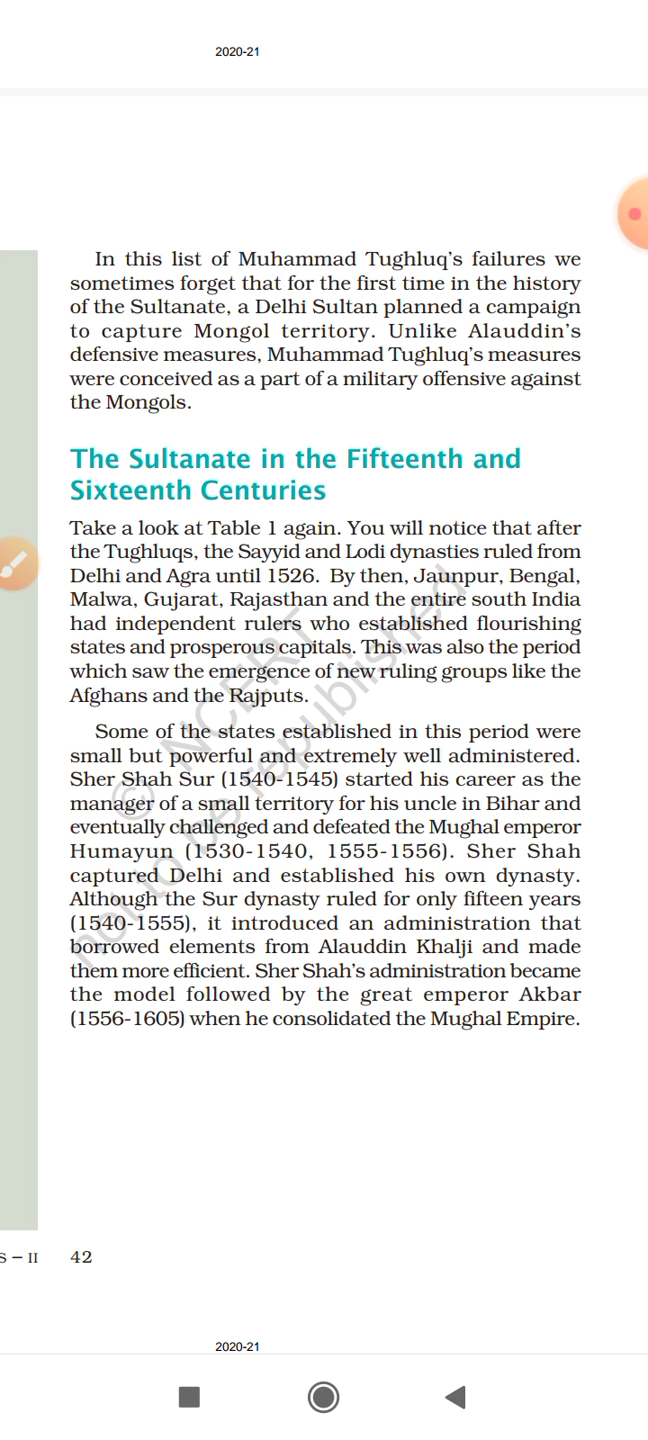 2020-21
In this list of Muhammad Tughluq's failures we
sometimes forget that for the first time in the history
of the Sultanate, a Delhi Sultan planned a campaign
to capture Mongol territory. Unlike Alauddin's
defensive measures, Muhammad Tughluq's measures
were conceived as a part of a military offensive against
the Mongols.
The Sultanate in the Fifteenth and
Sixteenth Centuries
Take a look at Table 1 again. You will notice that after
the Tughluqs, the Sayyid and Lodi dynasties ruled from
Delhi and Agra until 1526. By then, Jaunpur, Bengal,
Malwa, Gujarat, Rajasthan and the entire south India
had independent rulers who established flourishing
states and prosperous capitals. This was also the period
which saw the emergence of new ruling groups like the
Afghans and the Rajputs.
Some of the states established in this period were
small but powerful and extremely well administered.
Sher Shah Sur (1540-1545) started his career as the
manager of a small territory for his uncle in Bihar and
eventually challenged and defeated the Mughal emperor
Humayun (1530-1540, 1555-1556). Sher Shah
captured Delhi and established his own dynasty.
Although the Sur dynasty ruled for only fifteen years
(1540-1555), it introduced an administration that
borrowed elements from Alauddin Khalji and made
them more efficient. Sher Shah's administration became
the model followed by the great emperor Akbar
(1556-1605) when he consolidated the Mughal Empire.
© NCERT
not to be republished
S – II 42
2020-21